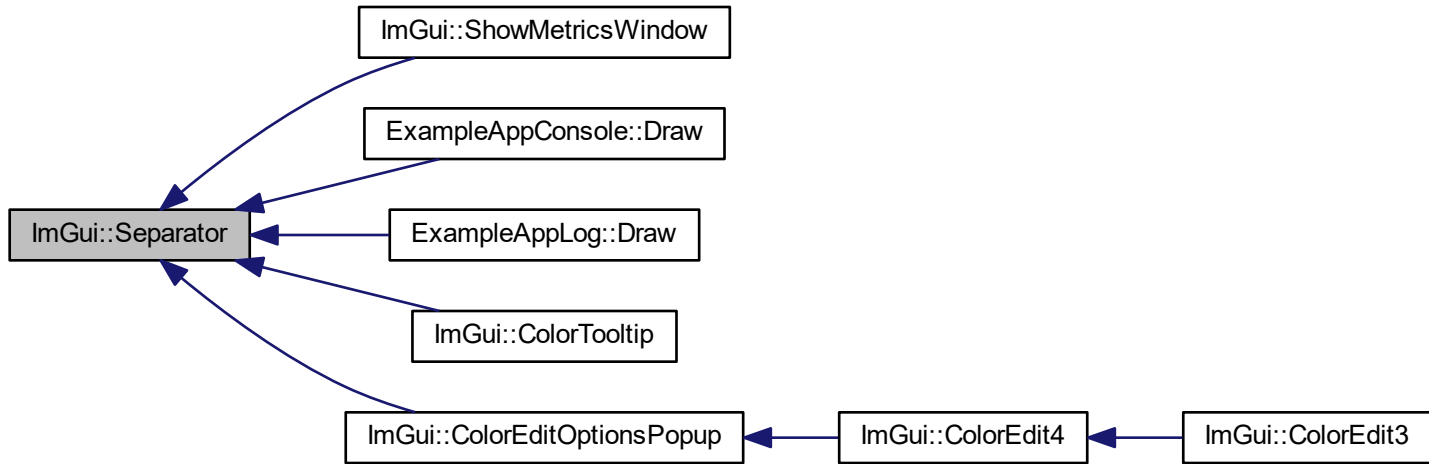 ImGui::ShowMetricsWindow
ExampleAppConsole::Draw
ImGui::Separator
ExampleAppLog::Draw
ImGui::ColorTooltip
ImGui::ColorEditOptionsPopup
ImGui::ColorEdit4
ImGui::ColorEdit3